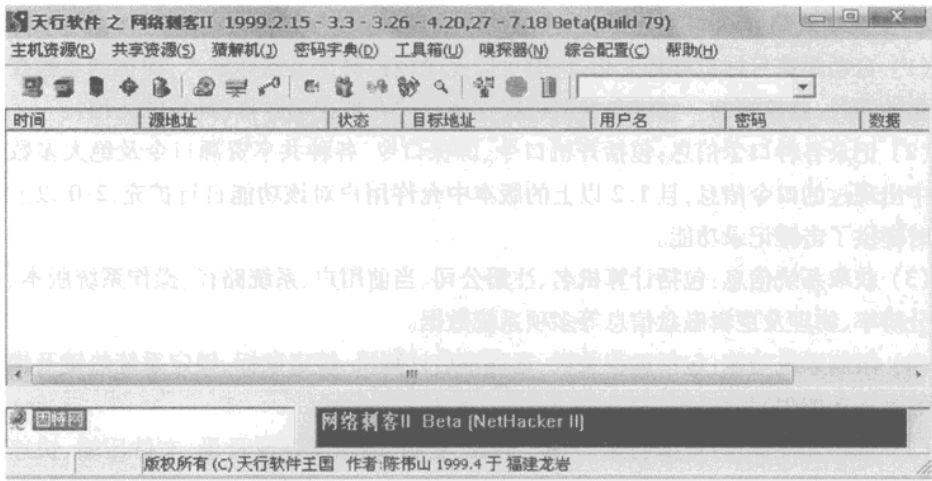 天行软件 之 网络刺客II 1999.2.15 - 3.3 - 3.26 - 4.20,27 - 7.18 Beta(Build 79)
主机资源(R) 共享资源(S) 猜解机(J) 密码字典(D) 工具箱(U) 嗅探器(N) 綜合配置(C) 帮助(H)
时间 源地址 状态 目标地址 用户名 密码 数据
因特网
网络刺客II Beta (NetHacker II)
版权所有 (C) 天行软件王国 作者:陈伟山 1999.4 于 福建龙岩